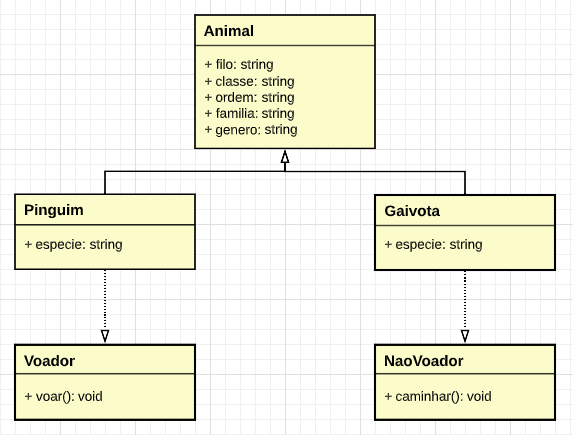 Animal
+ filo: string
+ classe: string
+ ordem: string
+ familia: string
+ genero: string
Pinguim
+ especie: string
Gaivota
+ especie: string
Voador
+ voar(): void
NaoVoador
+ caminhar(): void